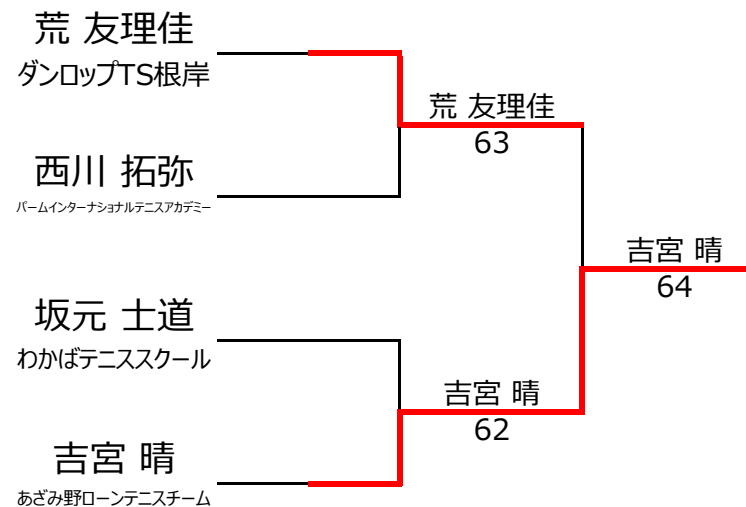 荒 友理佳
ダンロップTS根岸
荒 友理佳
63
西川 拓弥
パームインターナショナルテニスアカデミー
吉宮 晴
64
坂元 士道
わかばテニススクール
吉宮 晴
62
吉宮 晴
あざみ野ローンテニスチーム